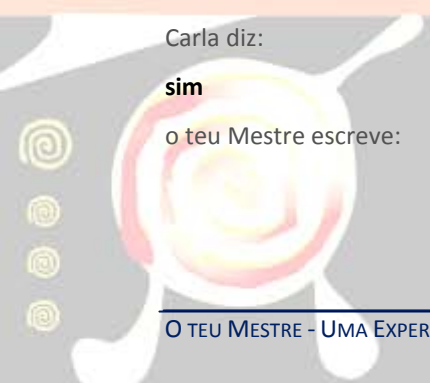 Carla diz:
sim
o teu Mestre escreve:
O TEU MESTRE - UMA EXPER